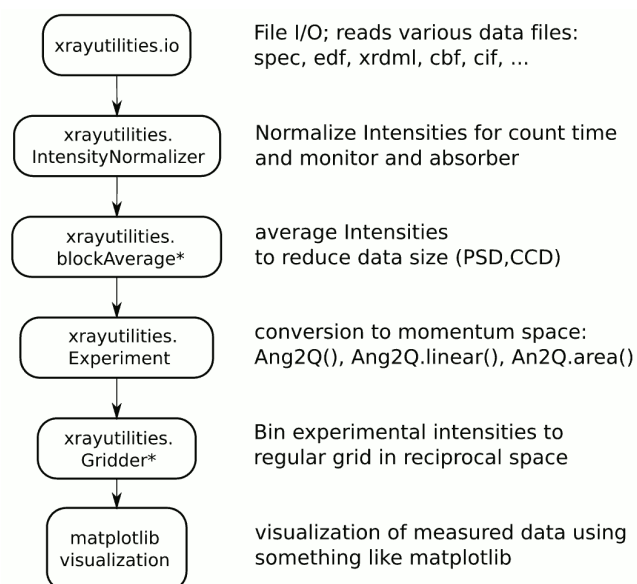 xrayutilities.io
File I/O; reads various data files:
spec, edf, xrdml, cbf, cif, ...
xrayutilities.
IntensityNormalizer
Normalize Intensities for count time
and monitor and absorber
xrayutilities.
blockAverage*
average Intensities
to reduce data size (PSD,CCD)
xrayutilities.
Experiment
conversion to momentum space:
Ang2Q(), Ang2Q.linear(), An2Q.area()
xrayutilities.
Gridder*
Bin experimental intensities to
regular grid in reciprocal space
matplotlib
visualization
visualization of measured data using
something like matplotlib